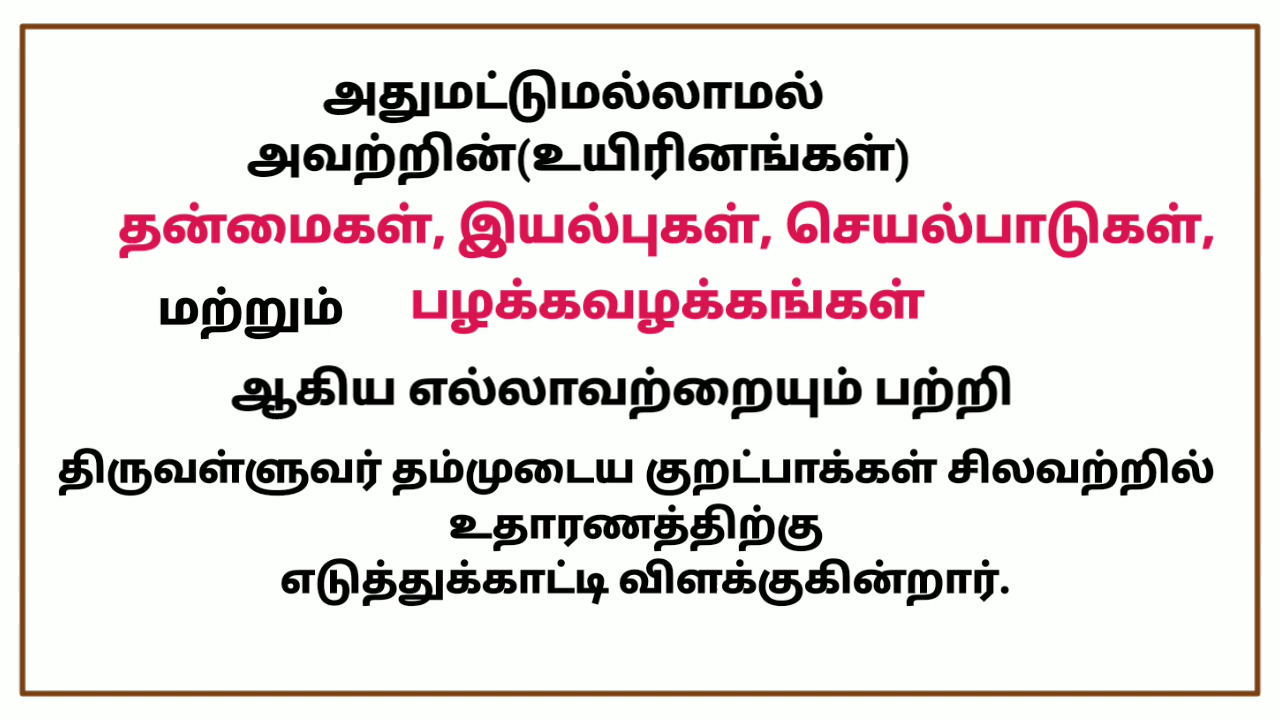 அதுமட்டுமல்லாமல்
அவற்றின்(உயிரினங்கள்)
தன்மைகள், இயல்புகள், செயல்பாடுகள்,
மற்றும் பழக்கவழக்கங்கள்
ஆகிய எல்லாவற்றையும் பற்றி
திருவள்ளுவர் தம்முடைய குறட்பாக்கள் சிலவற்றில்
உதாரணத்திற்கு
எடுத்துக்காட்டி விளக்குகின்றார்.